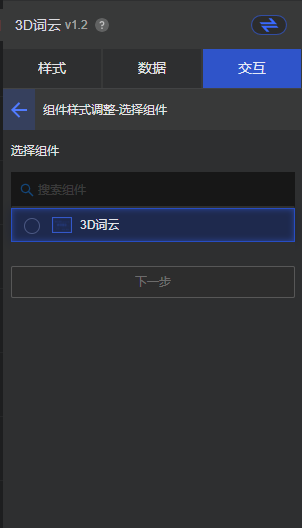 3D词云 v1.2 ?
样式 数据 交互
组件样式调整-选择组件
选择组件
搜索组件
3D词云
下一步